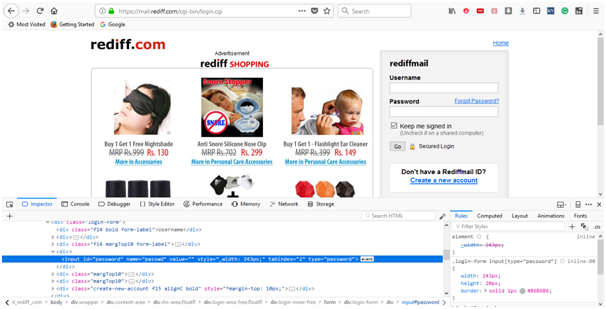 https://mail.rediff.com/cgi-bin/login.cgi
Search
Most Visited
Getting Started
Google
rediff.com
Home
Advertisement
rediff SHOPPING
rediffmail
Username
Password
Forgot Password?
Keep me signed in
(Uncheck if on a shared computer)
Go
Secured Login
Don't have a Rediffmail ID?
Create a new account
SNORE
Buy 1 Get 1 Free Nightshade
MRP Rs.999 Rs. 130
More in Accessories
Anti Snore Silicone Nose Clip
MRP Rs.702 Rs. 299
More in Personal Care Accessories
Buy 1 Get 1 - Flashlight Ear Cleaner
MRP Rs.399 Rs. 149
More in Personal Care Accessories
Inspector
Console
Debugger
Style Editor
Performance
Memory
Network
Storage
Search HTML
Rules
Computed
Layout
Animations
Fonts
<div class="login-form">
<div class="f14 bold form-label">Username</div>
<div></div>
<div class="f14 margTop10 form-label"></div>
<div>
<input id="password" name="passwd" value="" style="_width: 243px;" tabindex="2" type="password">
</div>
<div class="margTop10"></div>
<div class="margTop10"></div>
<div class="create-new-account f15 alignC bold" style="*margin-top: 10px;"></div>
Filter Styles
element { inline
_width: 243px;
}
.login-form input[type="password"] {
width: 243px;
height: 20px;
border: solid 1px #B6B6B6;
}
body
div.wrapper
div.content-area
div.rhs-area.floatR
div.login-area-free.floatR
div.login-inner-free
form
div.login-form
div
input#password